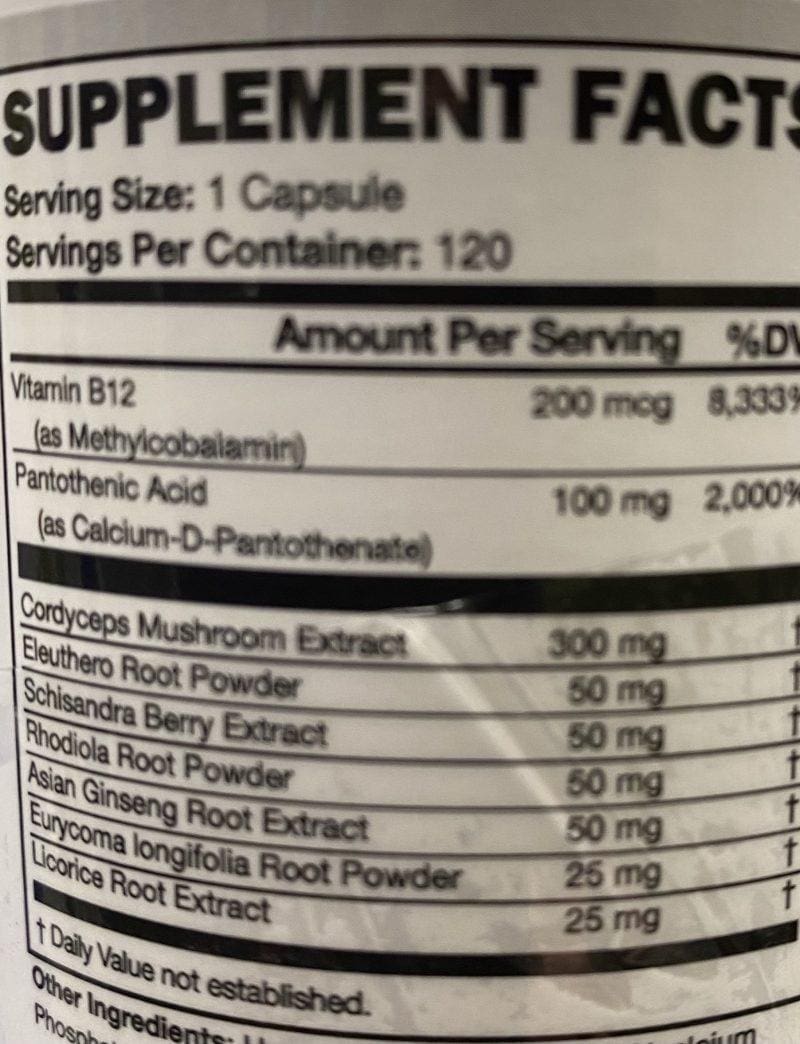 SUPPLEMENT FACTS
Serving Size: 1 Capsule
Servings Per Container: 120
Amount Per Serving %DV
Vitamin B12 200 mcg 8,333%
(as Methylcobalamin)
Pantothenic Acid 100 mg 2,000%
(as Calcium-D-Pantothenate)
Cordyceps Mushroom Extract 300 mg †
Eleuthero Root Powder 50 mg †
Schisandra Berry Extract 50 mg †
Rhodiola Root Powder 50 mg †
Asian Ginseng Root Extract 50 mg †
Eurycoma longifolia Root Powder 25 mg †
Licorice Root Extract 25 mg †
† Daily Value not established.
Other Ingredients: